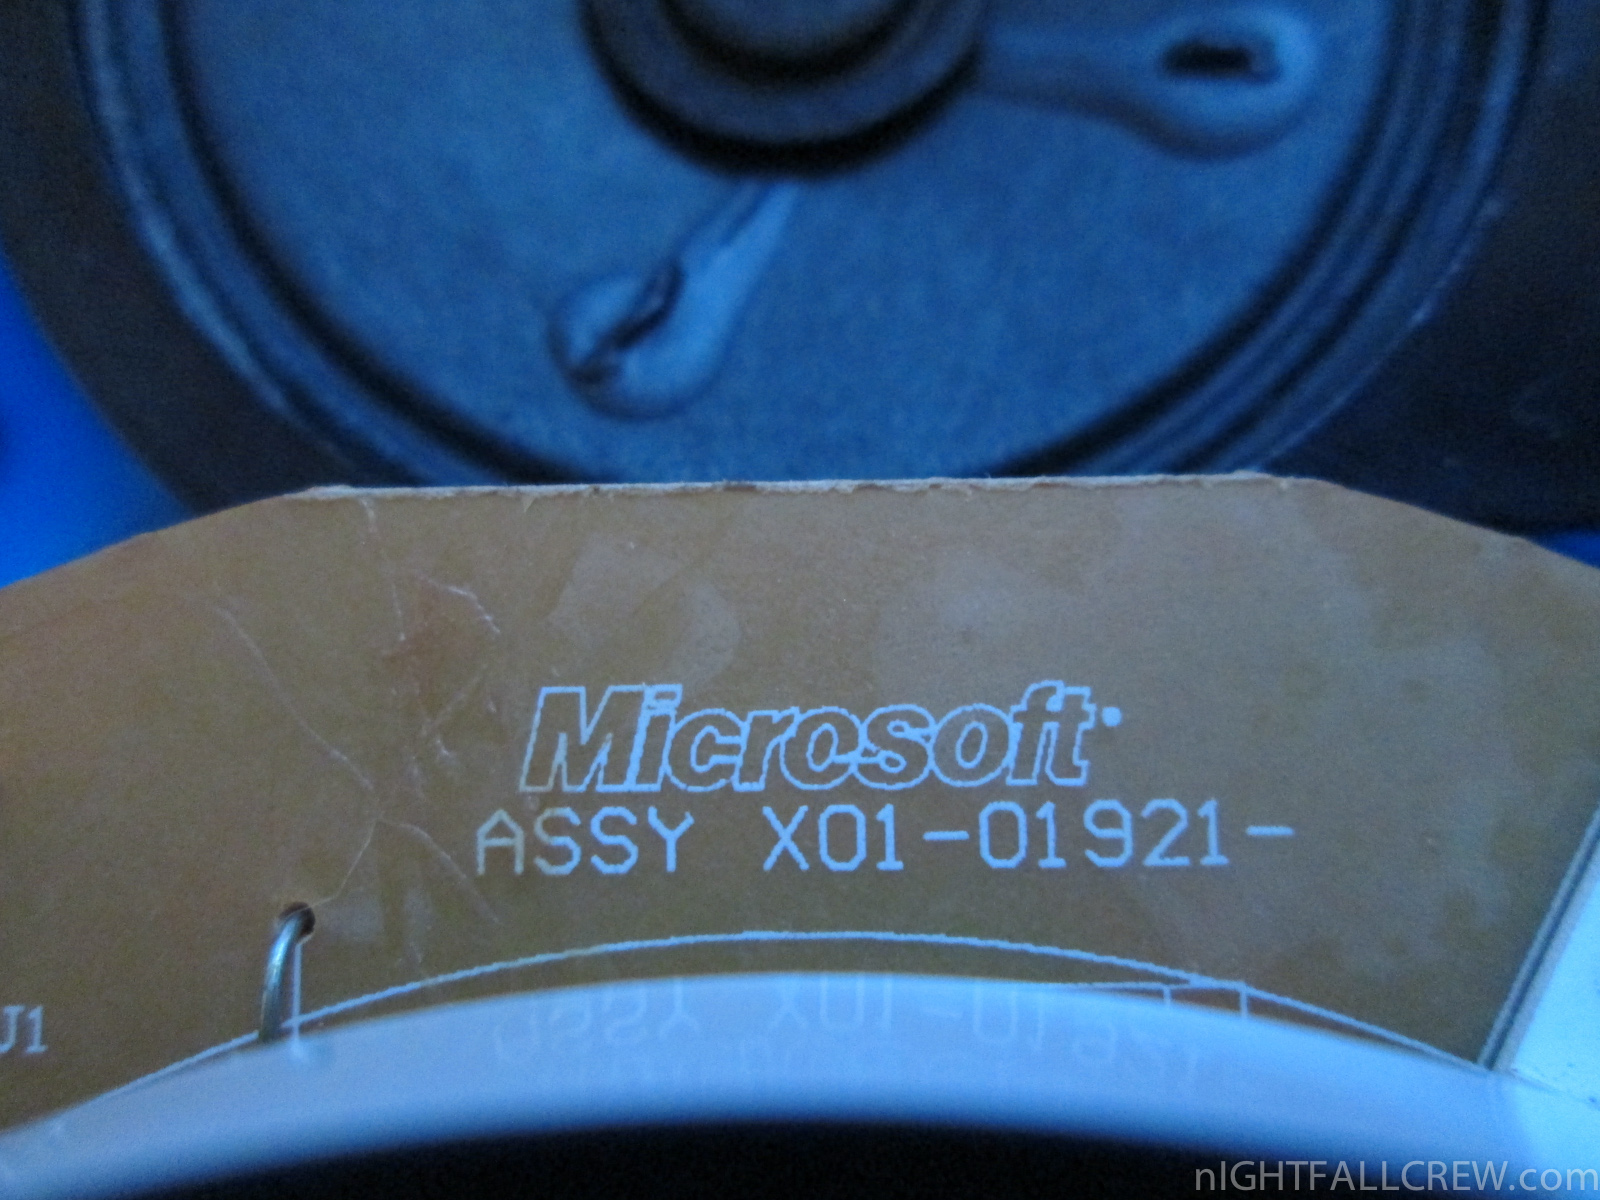 Microsoft
ASSY X01-01921-
J1
nIGHTFALLCREW.com